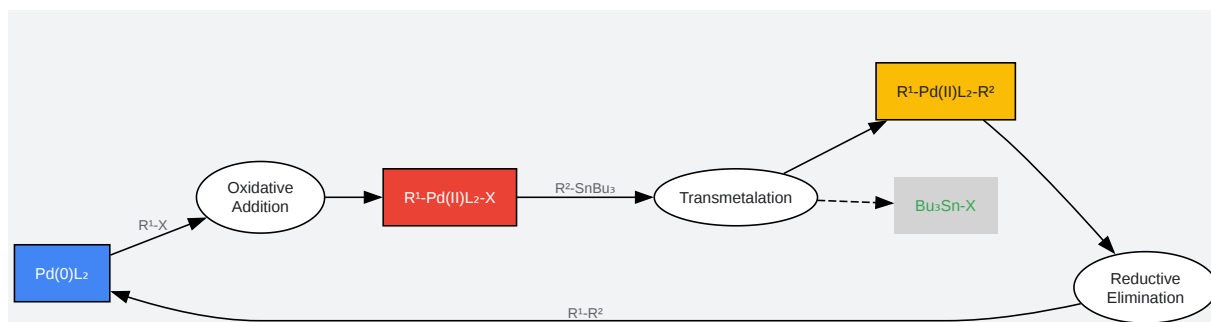 R¹-Pd(II)L₂-R²
Oxidative
Addition
R¹-Pd(II)L₂-X
R²-SnBu₃
Transmetalation
Bu₃Sn-X
R¹-X
Pd(0)L₂
Reductive
Elimination
R¹-R²